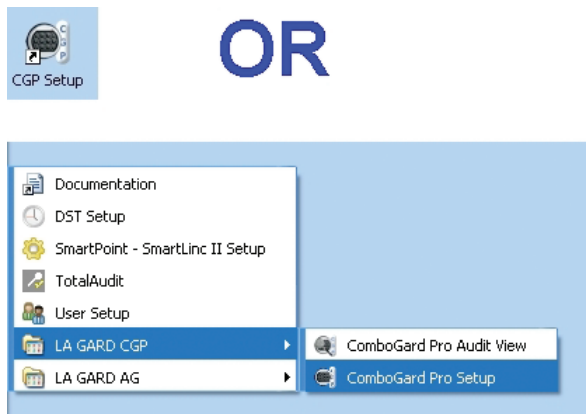 OR
CGP Setup
Documentation
DST Setup
SmartPoint - SmartLinc II Setup
TotalAudit
User Setup
LA GARD CGP
ComboGard Pro Audit View
LA GARD AG
ComboGard Pro Setup